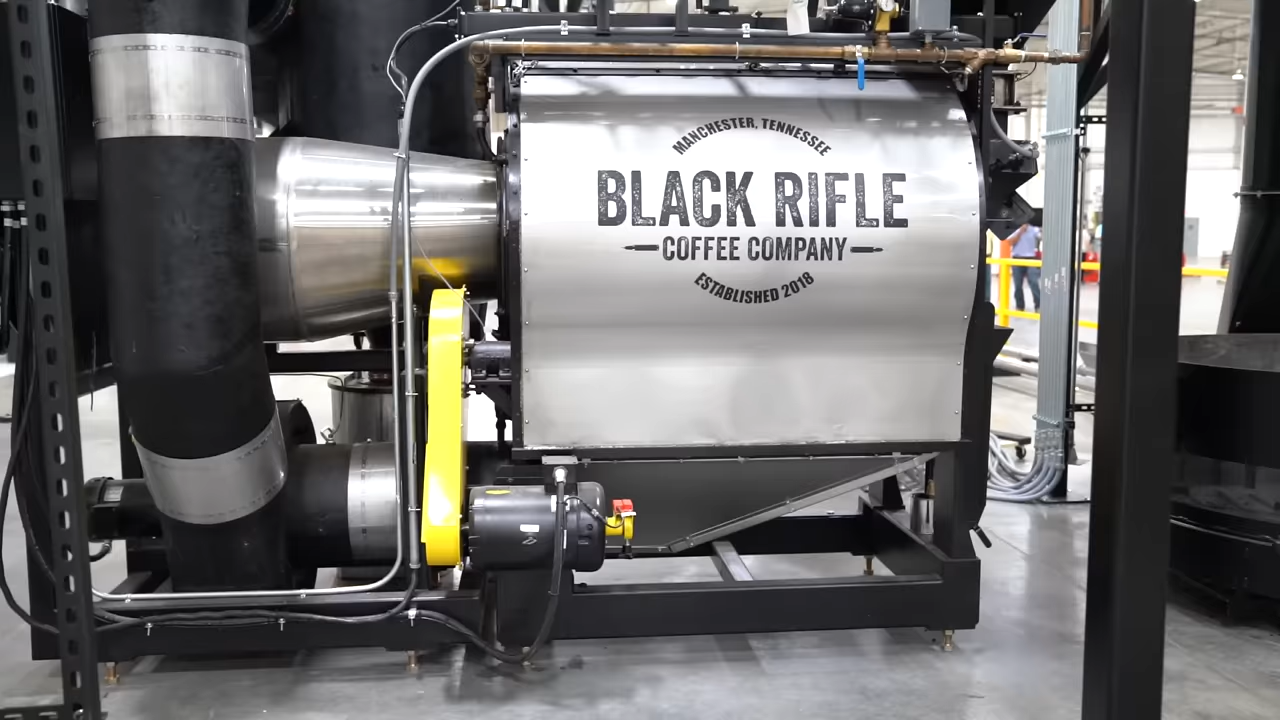 MANCHESTER, TENNESSEE
BLACK RIFLE
COFFEE COMPANY
ESTABLISHED 2018